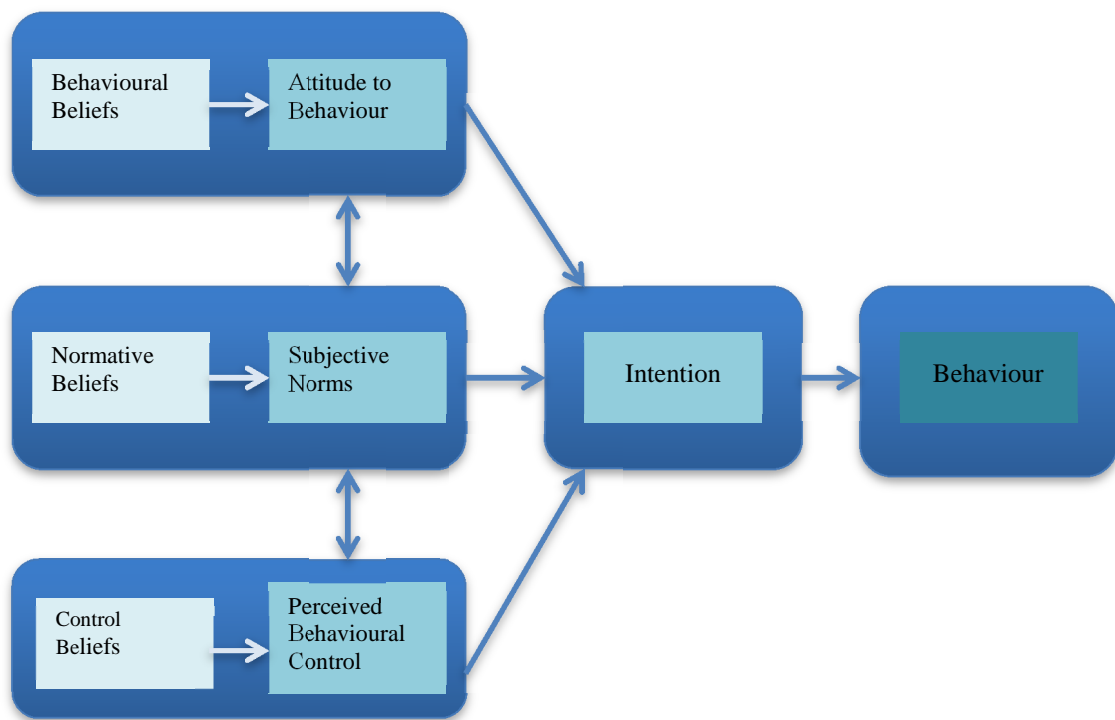 Behavioural
Beliefs
Attitude to
Behaviour
Normative
Beliefs
Subjective
Norms
Intention
Behaviour
Control
Beliefs
Perceived
Behavioural
Control